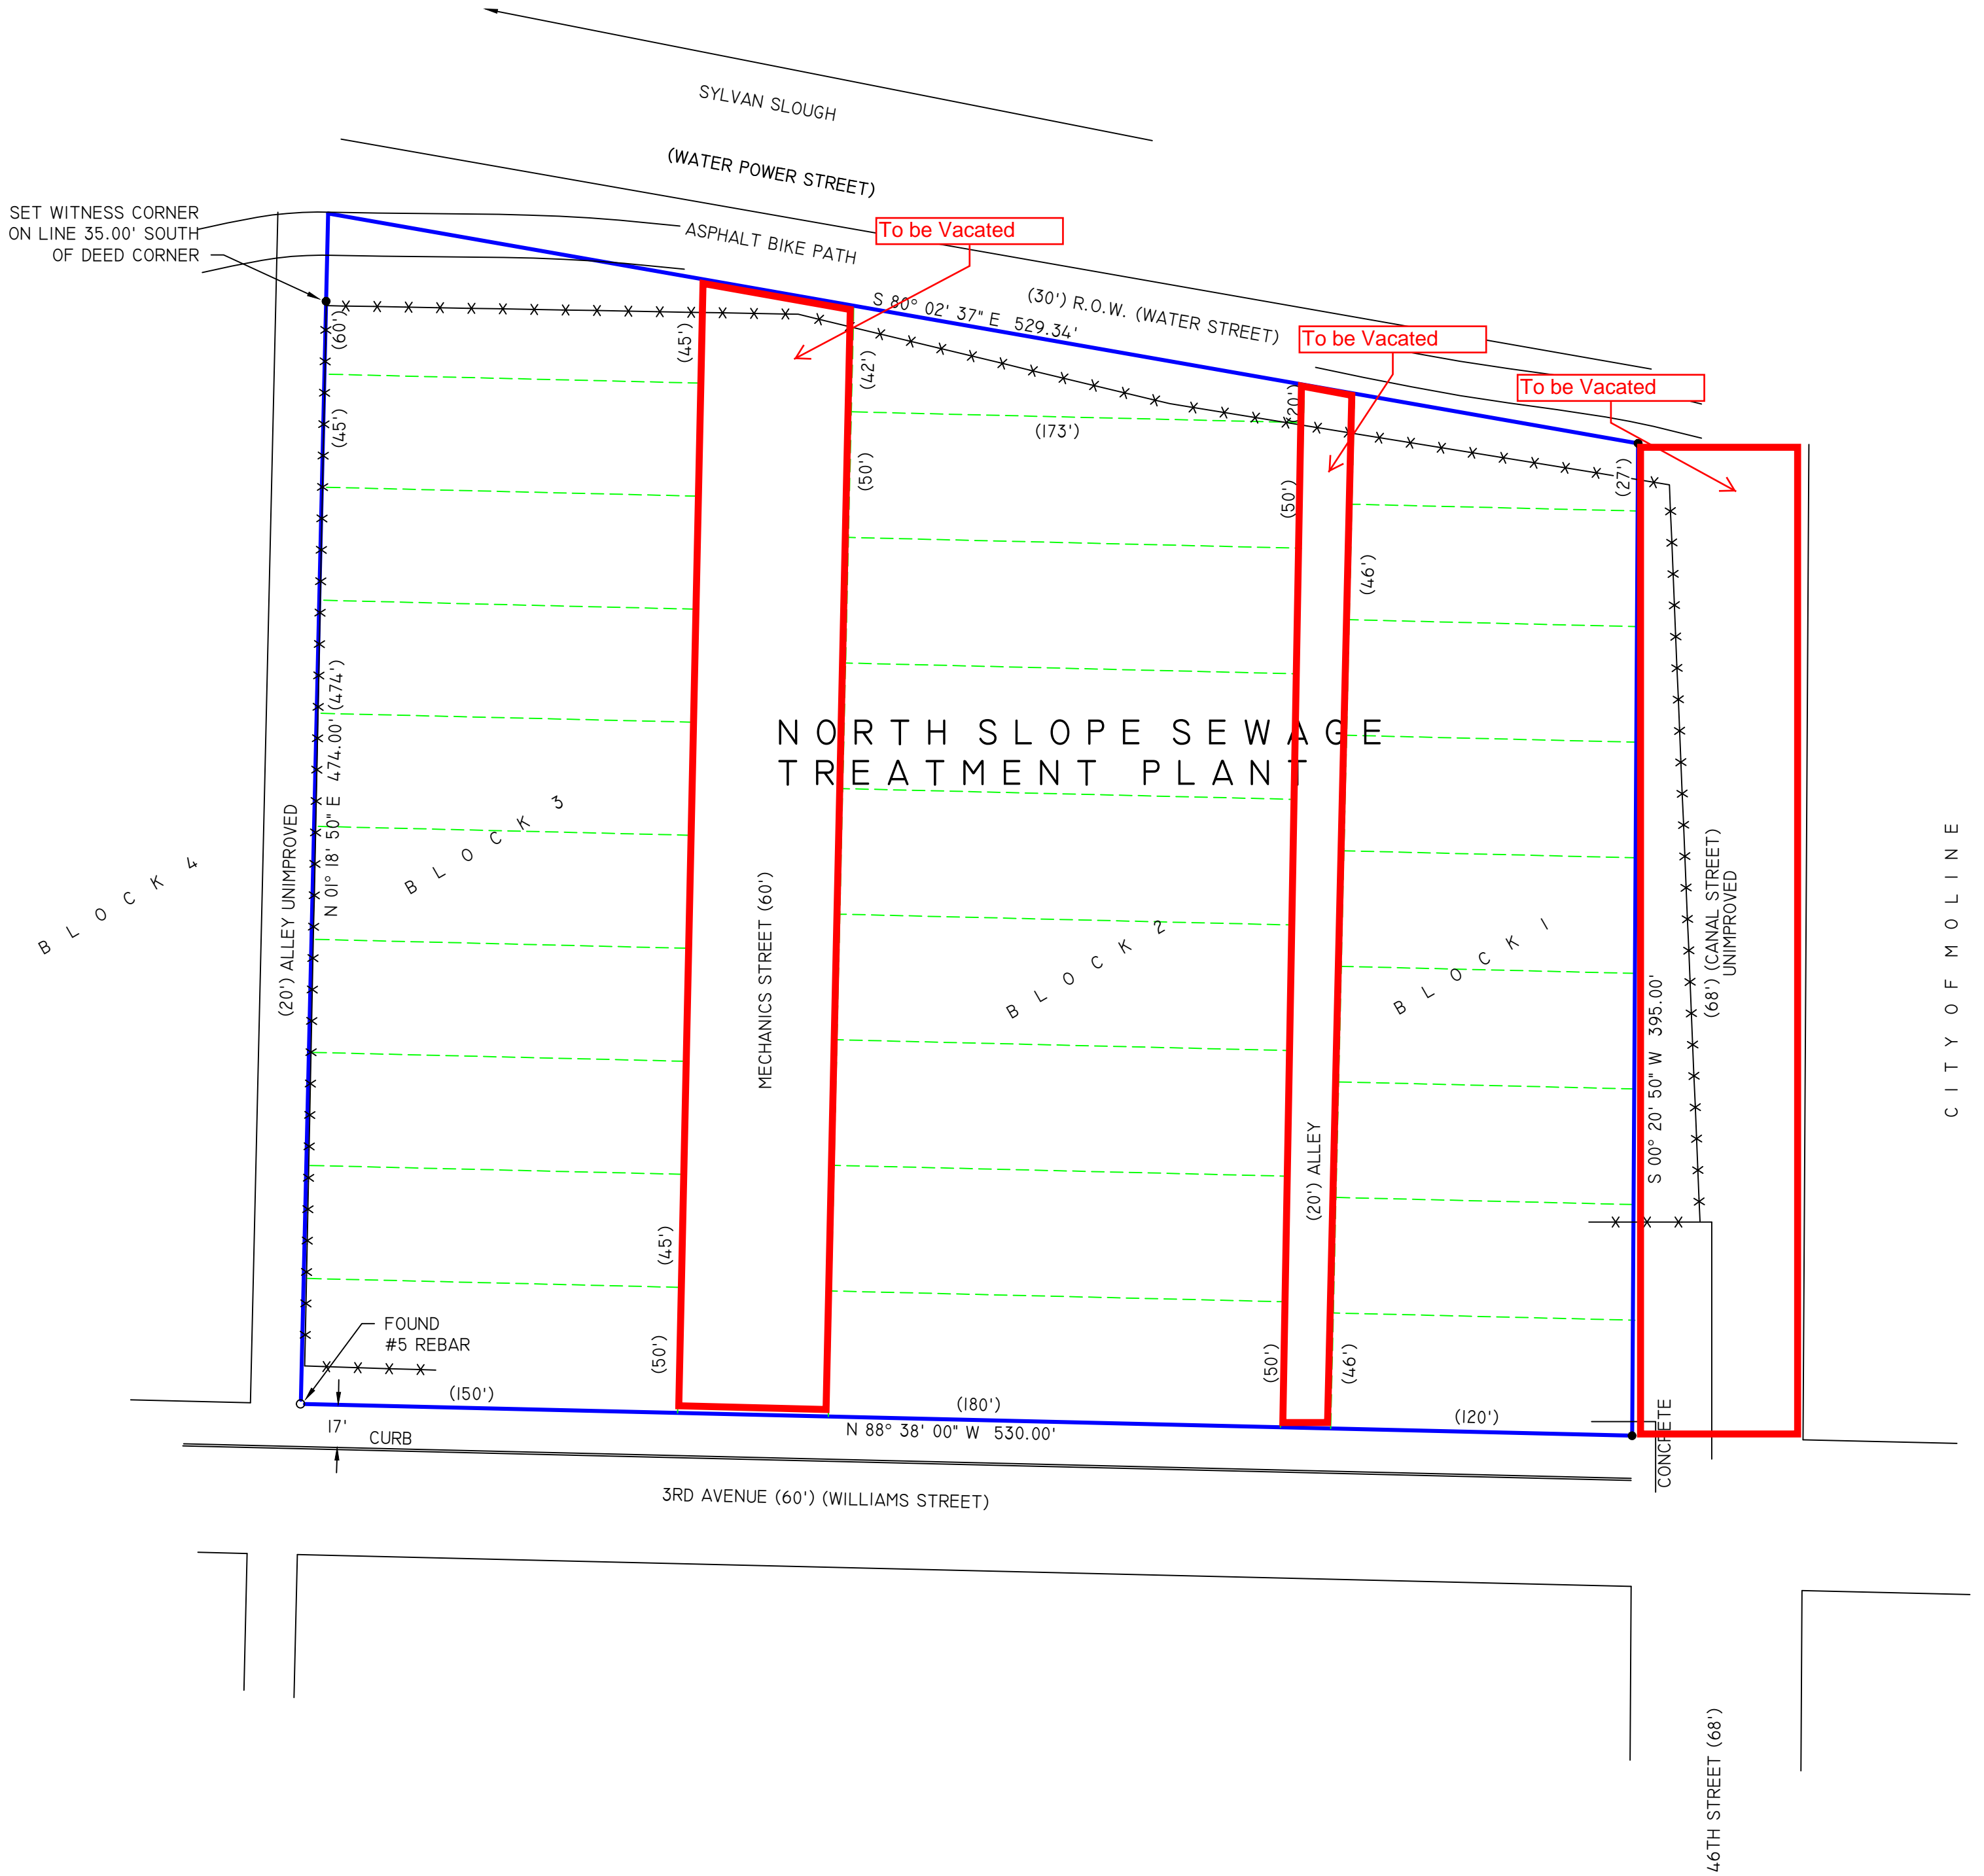 SYLVAN SLOUGH
(WATER POWER STREET)
SET WITNESS CORNER
ON LINE 35.00' SOUTH
OF DEED CORNER
ASPHALT BIKE PATH
To be Vacated
S 80° 02' 37" E 529.34'
(30') R.O.W. (WATER STREET)
To be Vacated
To be Vacated
(60')
(45')
(45')
(42')
(50')
(173')
(20')
(50')
(46')
(27')
N 01° 18' 50" E 474.00' (474')
NORTH SLOPE SEWAGE
TREATMENT PLANT
BLOCK 4
(20') ALLEY UNIMPROVED
BLOCK 3
MECHANICS STREET (60')
BLOCK 2
BLOCK 1
(20') ALLEY
S 00° 20' 50" W 395.00'
(68') (CANAL STREET)
UNIMPROVED
CITY OF MOLINE
(45')
(50')
(50')
(46')
FOUND
#5 REBAR
(150')
(180')
(120')
N 88° 38' 00" W 530.00'
17'
CURB
CONCRETE
3RD AVENUE (60') (WILLIAMS STREET)
46TH STREET (68')